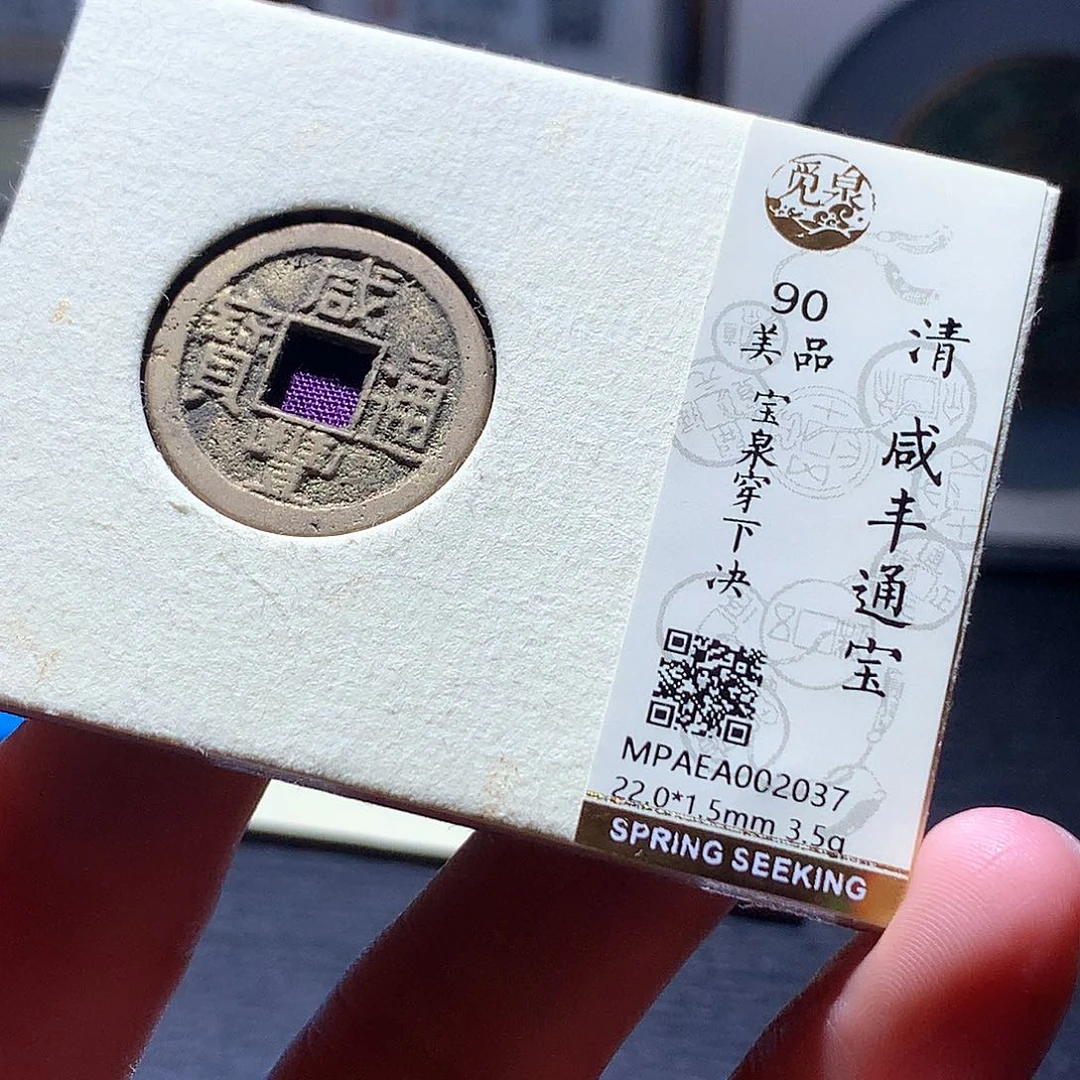 咸豐通寶
觅泉
90
美品
宝泉穿下决
清 咸丰通宝
MPAEA002037
22.0*1.5mm 3.5g
SPRING SEEKING